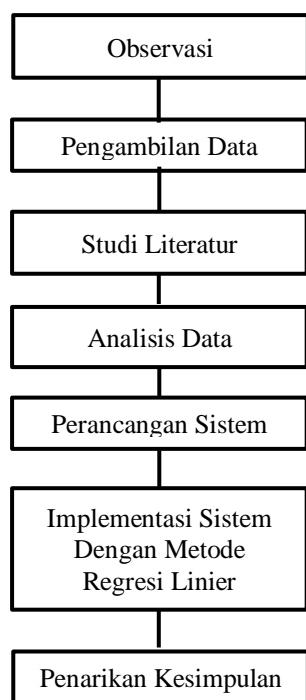 Observasi
Pengambilan Data
Studi Literatur
Analisis Data
Perancangan Sistem
Implementasi Sistem
Dengan Metode
Regresi Linier
Penarikan Kesimpulan